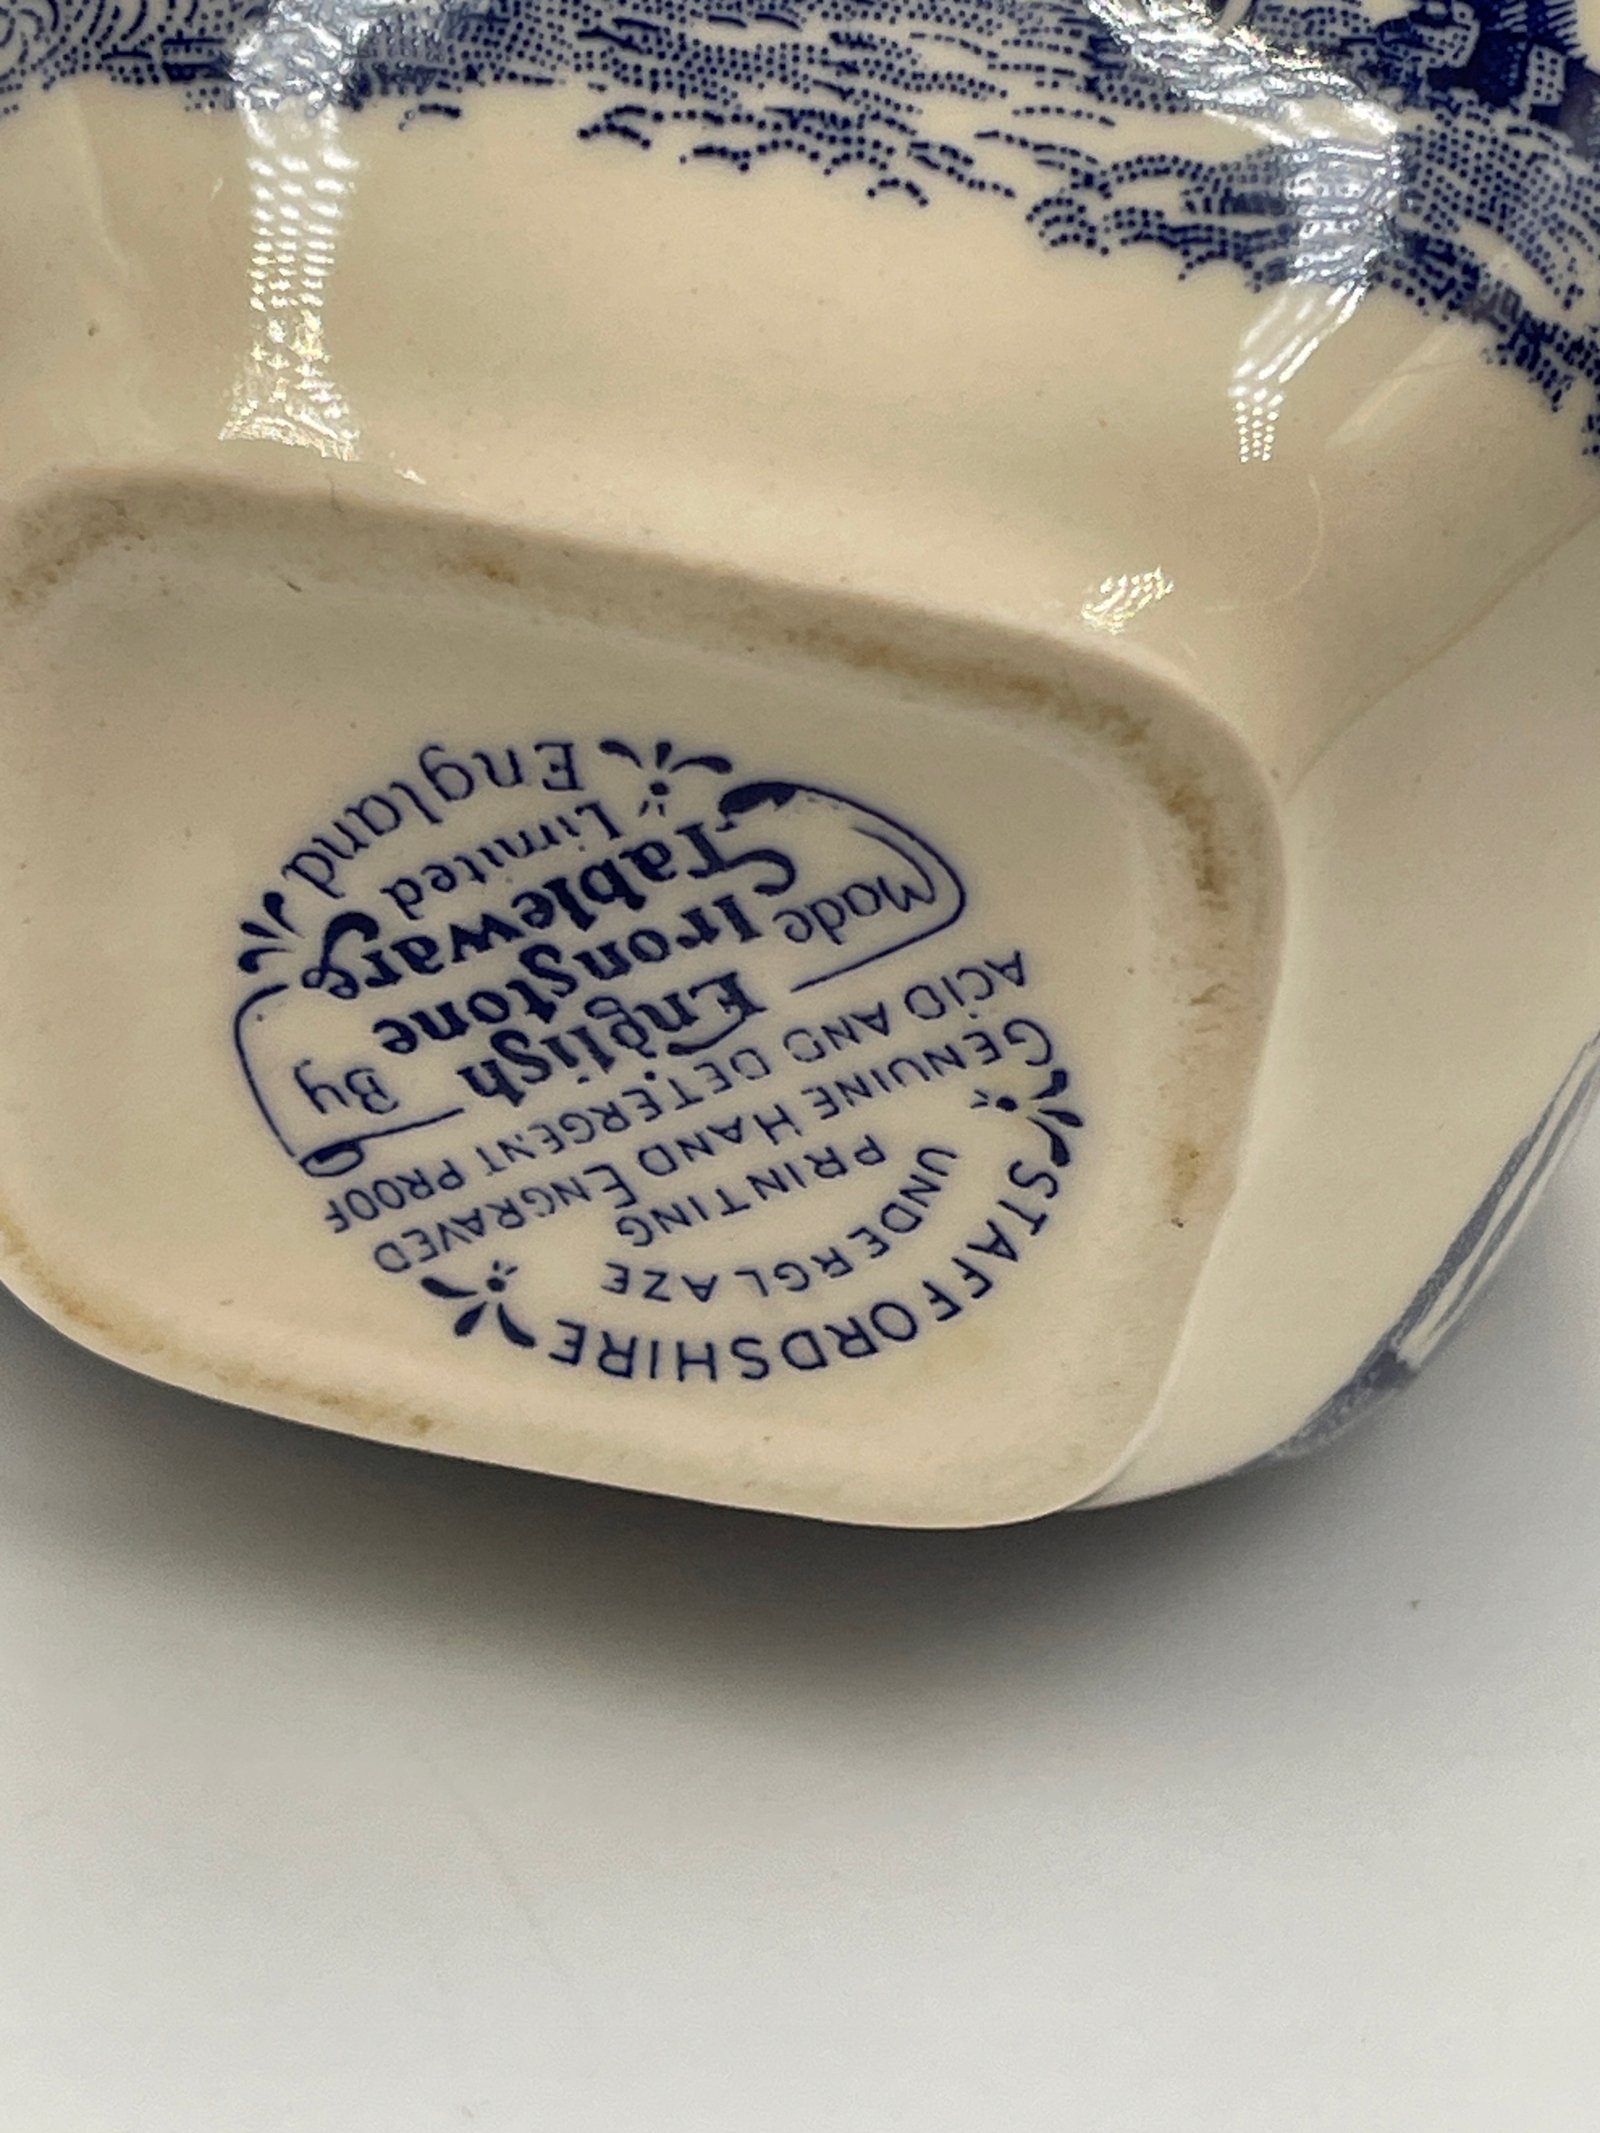 STAFFORDSHIRE
UNDERGLAZE
PRINTING
GENUINE HAND ENGRAVED
ACID AND DETERGENT PROOF
Made English By
Ironstone
Tableware
Limited
England